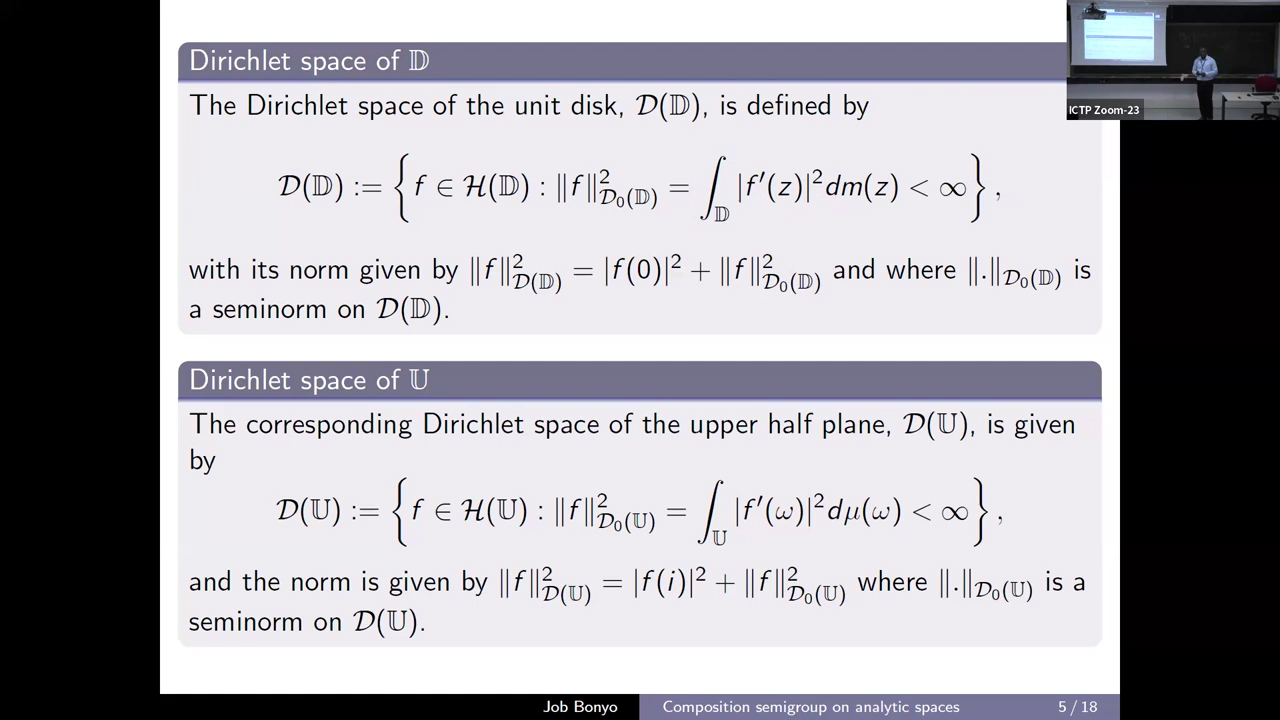 Dirichlet space of 𝔻
The Dirichlet space of the unit disk, 𝒟(𝔻), is defined by
𝒟(𝔻) := { f ∈ ℋ(𝔻) : ‖f‖²_{𝒟₀(𝔻)} = ∫_𝔻 |f′(z)|²dm(z) < ∞ } ,
with its norm given by ‖f‖²_{𝒟(𝔻)} = |f(0)|² + ‖f‖²_{𝒟₀(𝔻)} and where ‖.‖_{𝒟₀(𝔻)} is
a seminorm on 𝒟(𝔻).
Dirichlet space of 𝕌
The corresponding Dirichlet space of the upper half plane, 𝒟(𝕌), is given
by
𝒟(𝕌) := { f ∈ ℋ(𝕌) : ‖f‖²_{𝒟₀(𝕌)} = ∫_𝕌 |f′(ω)|²dμ(ω) < ∞ } ,
and the norm is given by ‖f‖²_{𝒟(𝕌)} = |f(i)|² + ‖f‖²_{𝒟₀(𝕌)} where ‖.‖_{𝒟₀(𝕌)} is a
seminorm on 𝒟(𝕌).
Job Bonyo
Composition semigroup on analytic spaces
5 / 18
ICTP Zoom-23